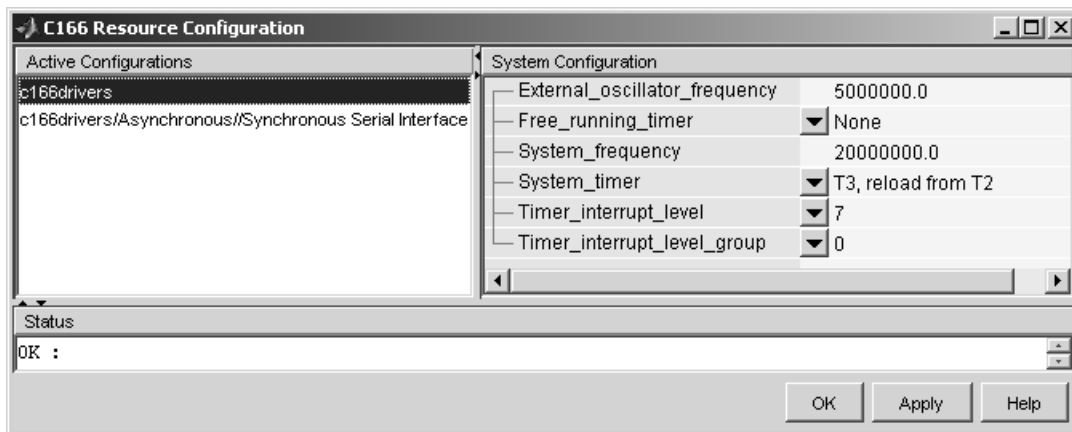 C166 Resource Configuration
Active Configurations
c166drivers
c166drivers/Asynchronous//Synchronous Serial Interface
System Configuration
External_oscillator_frequency 5000000.0
Free_running_timer None
System_frequency 20000000.0
System_timer T3, reload from T2
Timer_interrupt_level 7
Timer_interrupt_level_group 0
Status
OK :
OK Apply Help